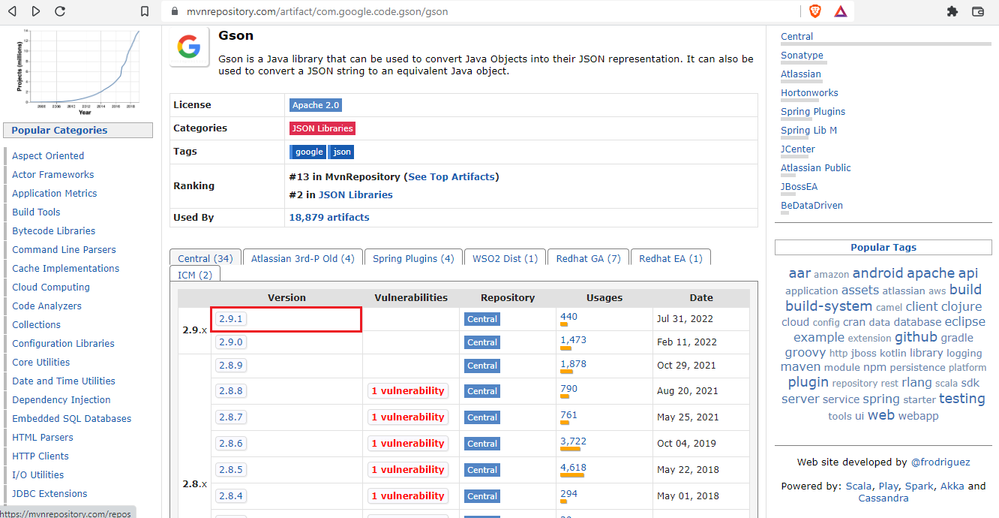 mvnrepository.com/artifact/com.google.code.gson/gson
Projects (millions)
Year
Popular Categories
Aspect Oriented
Actor Frameworks
Application Metrics
Build Tools
Bytecode Libraries
Command Line Parsers
Cache Implementations
Cloud Computing
Code Analyzers
Collections
Configuration Libraries
Core Utilities
Date and Time Utilities
Dependency Injection
Embedded SQL Databases
HTML Parsers
HTTP Clients
I/O Utilities
JDBC Extensions
https://mvnrepository.com/repos
Gson
Gson is a Java library that can be used to convert Java Objects into their JSON representation. It can also be
used to convert a JSON string to an equivalent Java object.
License Apache 2.0
Categories JSON Libraries
Tags google json
Ranking #13 in MvnRepository (See Top Artifacts)
#2 in JSON Libraries
Used By 18,879 artifacts
Central (34) Atlassian 3rd-P Old (4) Spring Plugins (4) WSO2 Dist (1) Redhat GA (7) Redhat EA (1)
ICM (2)
Version Vulnerabilities Repository Usages Date
2.9.x 2.9.1 Central 440 Jul 31, 2022
2.9.0 Central 1,473 Feb 11, 2022
2.8.9 Central 1,878 Oct 29, 2021
2.8.8 1 vulnerability Central 790 Aug 20, 2021
2.8.7 1 vulnerability Central 761 May 25, 2021
2.8.6 1 vulnerability Central 3,722 Oct 04, 2019
2.8.5 1 vulnerability Central 4,618 May 22, 2018
2.8.x 2.8.4 1 vulnerability Central 294 May 01, 2018
Central
Sonatype
Atlassian
Hortonworks
Spring Plugins
Spring Lib M
JCenter
Atlassian Public
JBossEA
BeDataDriven
Popular Tags
aar amazon android apache api
application assets atlassian aws build
build-system camel client clojure
cloud config cran data database eclipse
example extension github gradle
groovy http jboss kotlin library logging
maven module npm persistence platform
plugin repository rest rlang scala sdk
server service spring starter testing
tools ui web webapp
Web site developed by @frodriguez
Powered by: Scala, Play, Spark, Akka and
Cassandra